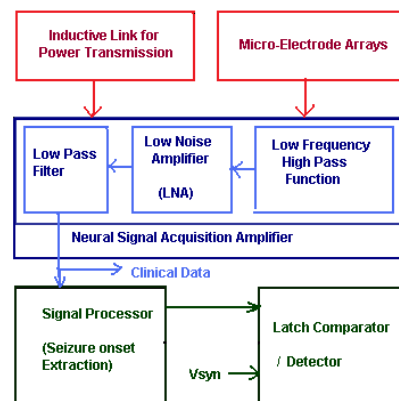 Inductive Link for
Power Transmission
Micro-Electrode Arrays
Low Pass
Filter
Low Noise
Amplifier
(LNA)
Low Frequency
High Pass
Function
Neural Signal Acquisition Amplifier
Clinical Data
Signal Processor
(Seizure onset
Extraction)
Vsyn
Latch Comparator
/ Detector